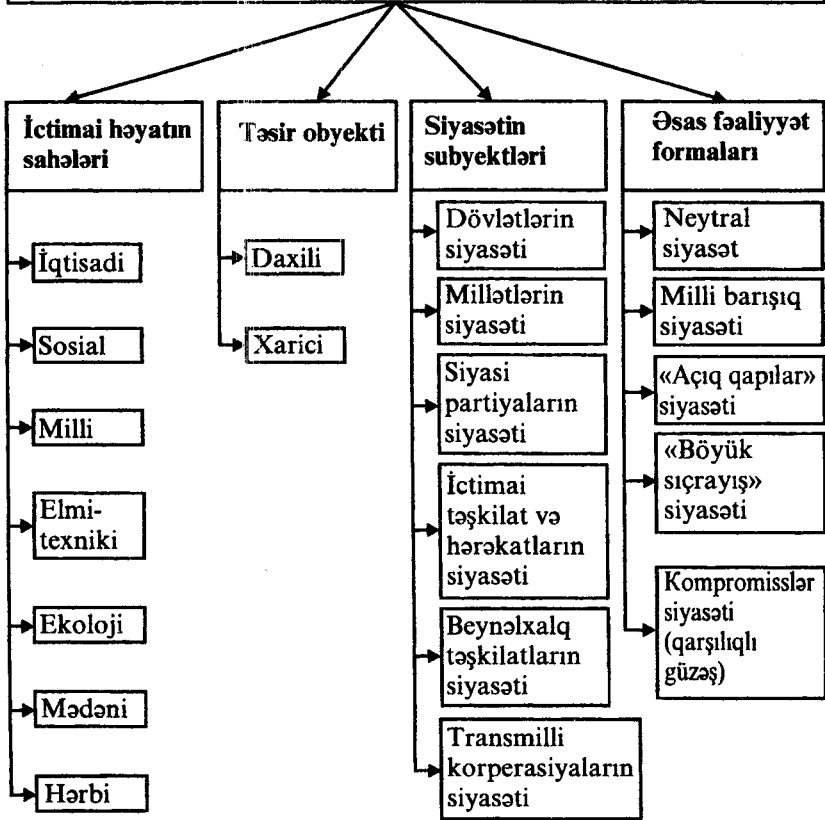 İctimai həyatın
sahələri
İqtisadi
Sosial
Milli
Elmi-
texniki
Ekoloji
Mədəni
Hərbi
Təsir obyekti
Daxili
Xarici
Siyasətin
subyektləri
Dövlətlərin
siyasəti
Millətlərin
siyasəti
Siyasi
partiyaların
siyasəti
İctimai
təşkilat və
hərəkatların
siyasəti
Beynəlxalq
təşkilatların
siyasəti
Transmilli
korperasiyaların
siyasəti
Əsas fəaliyyət
formaları
Neytral
siyasət
Milli barışıq
siyasəti
«Açıq qapılar»
siyasəti
«Böyük
sıçrayış»
siyasəti
Kompromisslər
siyasəti
(qarşılıqlı
güzəş)